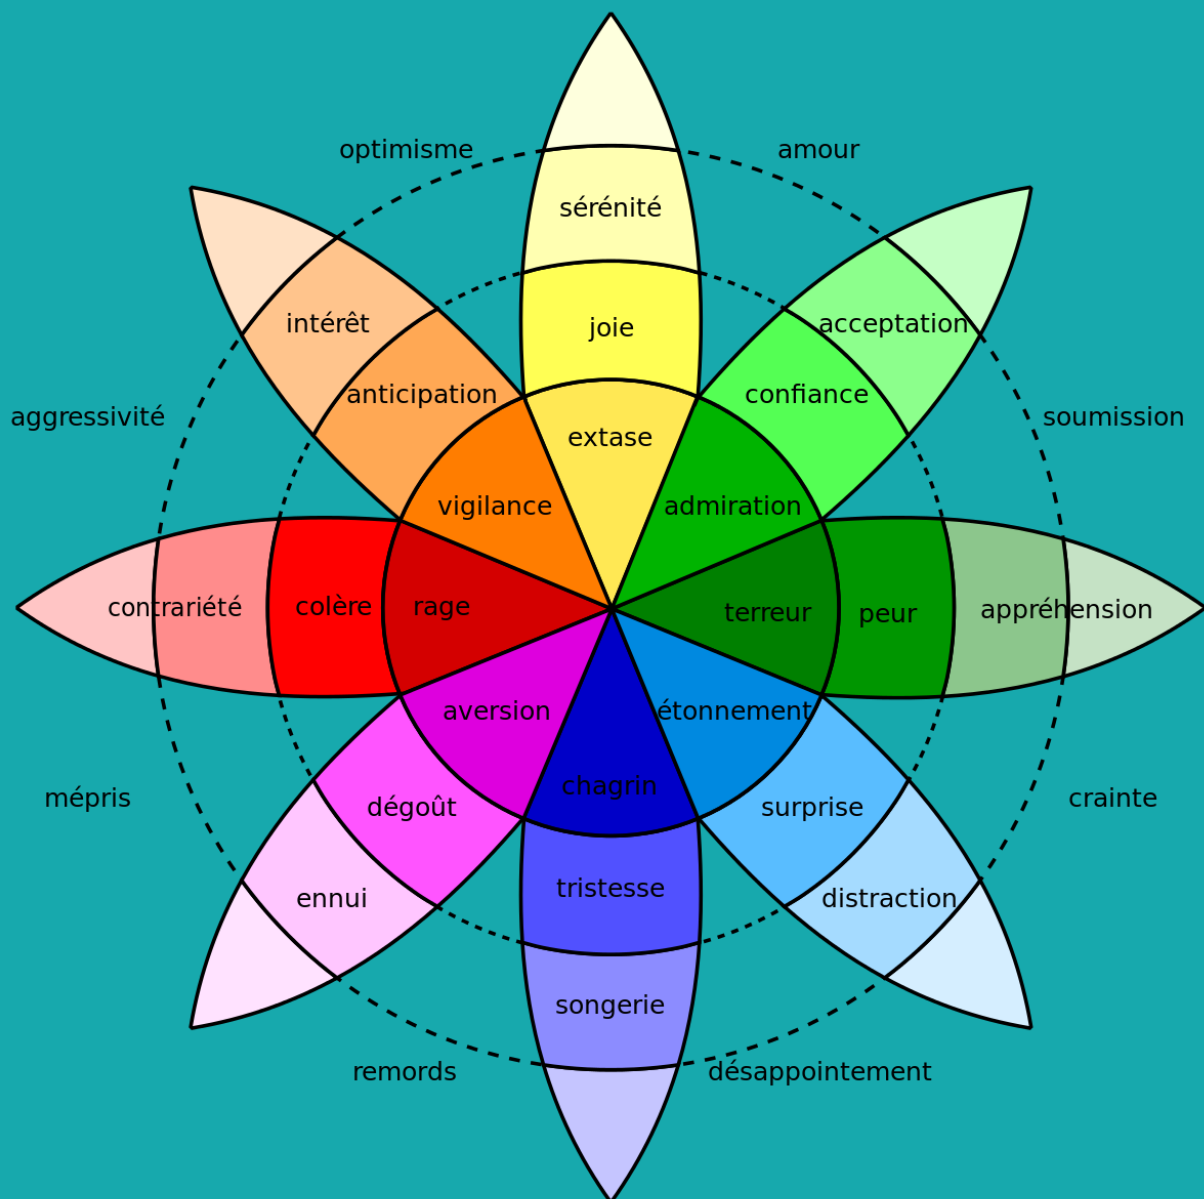 optimisme
amour
sérénité
intérêt
acceptation
joie
anticipation
confiance
aggressivité
soumission
extase
vigilance
admiration
contrariété
colère
rage
terreur
peur
appréhension
aversion
étonnement
chagrin
mépris
crainte
dégoût
surprise
tristesse
ennui
distraction
songerie
remords
désappointement